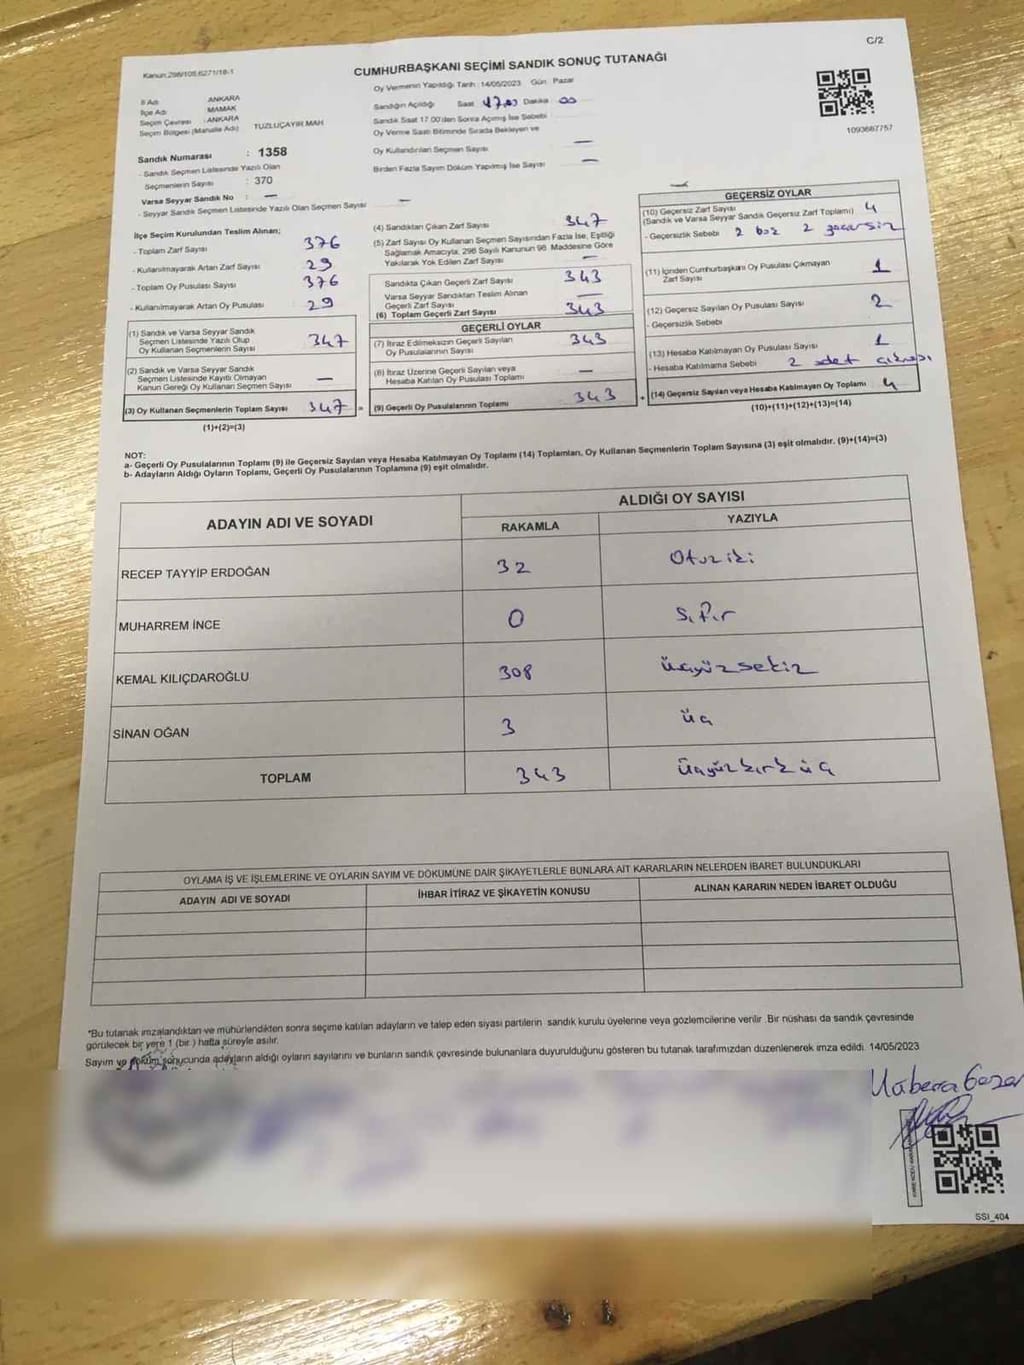 C/2
Kanun:298/105,6271/18-1
CUMHURBAŞKANI SEÇİMİ SANDIK SONUÇ TUTANAĞI
İl Adı : ANKARA
İlçe Adı : MAMAK
Seçim Çevresi : ANKARA
Seçim Bölgesi (Mahalle Adı) TUZLUÇAYIR MAH.
Oy Vermenin Yapıldığı Tarih : 14/05/2023 Gün : Pazar
Sandığın Açıldığı Saat 17.00 Dakika 00
Sandık Saat 17.00'den Sonra Açımış İse Sebebi
Oy Verme Saati Bitiminde Sırada Bekleyen ve
Oy Kullandırılan Seçmen Sayısı —
Birden Fazla Sayım Döküm Yapılmış İse Sayısı —
1093687757
Sandık Numarası : 1358
- Sandık Seçmen Listesinde Yazılı Olan
Seçmenlerin Sayısı : 370
Varsa Seyyar Sandık No : —
- Seyyar Sandık Seçmen Listesinde Yazılı Olan Seçmen Sayısı —
İlçe Seçim Kurulundan Teslim Alınan;
- Toplam Zarf Sayısı 376
- Kullanılmayarak Artan Zarf Sayısı 29
- Toplam Oy Pusulası Sayısı 376
- Kullanılmayarak Artan Oy Pusulası 29
(1) Sandık ve Varsa Seyyar Sandık
Seçmen Listesinde Yazılı Olup
Oy Kullanan Seçmenlerin Sayısı 347
(2) Sandık ve Varsa Seyyar Sandık
Seçmen Listesinde Kayıtlı Olmayan
Kanun Gereği Oy Kullanan Seçmen Sayısı —
(3) Oy Kullanan Seçmenlerin Toplam Sayısı 347 =
(1)+(2)=(3)
(4) Sandıktan Çıkan Zarf Sayısı 347
(5) Zarf Sayısı Oy Kullanan Seçmen Sayısından Fazla İse, Eşitliği
Sağlamak Amacıyla, 298 Sayılı Kanunun 98. Maddesine Göre
Yakılarak Yok Edilen Zarf Sayısı —
Sandıkta Çıkan Geçerli Zarf Sayısı 343
Varsa Seyyar Sandıktan Teslim Alınan
Geçerli Zarf Sayısı —
(6) Toplam Geçerli Zarf Sayısı 343
GEÇERLİ OYLAR
(7) İtiraz Edilmeksizin Geçerli Sayılan
Oy Pusulalarının Sayısı 343
(8) İtiraz Üzerine Geçerli Sayılan veya
Hesaba Katılan Oy Pusulası Toplamı —
(9) Geçerli Oy Pusulalarının Toplamı 343 +
GEÇERSİZ OYLAR
(10) Geçersiz Zarf Sayısı
(Sandık ve Varsa Seyyar Sandık Geçersiz Zarf Toplamı) 4
- Geçersizlik Sebebi 2 boş 2 geçersiz
(11) İçinden Cumhurbaşkanı Oy Pusulası Çıkmayan
Zarf Sayısı 1
(12) Geçersiz Sayılan Oy Pusulası Sayısı 2
- Geçersizlik Sebebi
(13) Hesaba Katılmayan Oy Pusulası Sayısı 1
- Hesaba Katılmama Sebebi 2 adet
(14) Geçersiz Sayılan veya Hesaba Katılmayan Oy Toplamı 4
(10)+(11)+(12)+(13)=(14)
NOT:
a- Geçerli Oy Pusulalarının Toplamı (9) ile Geçersiz Sayılan veya Hesaba Katılmayan Oy Toplamı (14) Toplamları, Oy Kullanan Seçmenlerin Toplam Sayısına (3) eşit olmalıdır. (9)+(14)=(3)
b- Adayların Aldığı Oyların Toplamı, Geçerli Oy Pusulalarının Toplamına (9) eşit olmalıdır.
ADAYIN ADI VE SOYADI ALDIĞI OY SAYISI
RAKAMLA YAZIYLA
RECEP TAYYİP ERDOĞAN 32 Otuziki
MUHARREM İNCE 0 Sıfır
KEMAL KILIÇDAROĞLU 308 üçyüzsekiz
SİNAN OĞAN 3 üç
TOPLAM 343 Üçyüzkırküç
OYLAMA İŞ VE İŞLEMLERİNE VE OYLARIN SAYIM VE DÖKÜMÜNE DAİR ŞİKAYETLERLE BUNLARA AİT KARARLARIN NELERDEN İBARET BULUNDUKLARI
ADAYIN ADI VE SOYADI İHBAR İTİRAZ VE ŞİKAYETİN KONUSU ALINAN KARARIN NEDEN İBARET OLDUĞU
*Bu tutanak imzalandıktan ve mühürlendikten sonra seçime katılan adayların ve talep eden siyasi partilerin sandık kurulu üyelerine veya gözlemcilerine verilir. Bir nüshası da sandık çevresinde
görülecek bir yere 1 (bir ) hafta süreyle asılır.
Sayım ve döküm sonucunda adayların aldığı oyların sayılarını ve bunların sandık çevresinde bulunanlara duyurulduğunu gösteren bu tutanak tarafımızdan düzenlenerek imza edildi. 14/05/2023
SSI_404